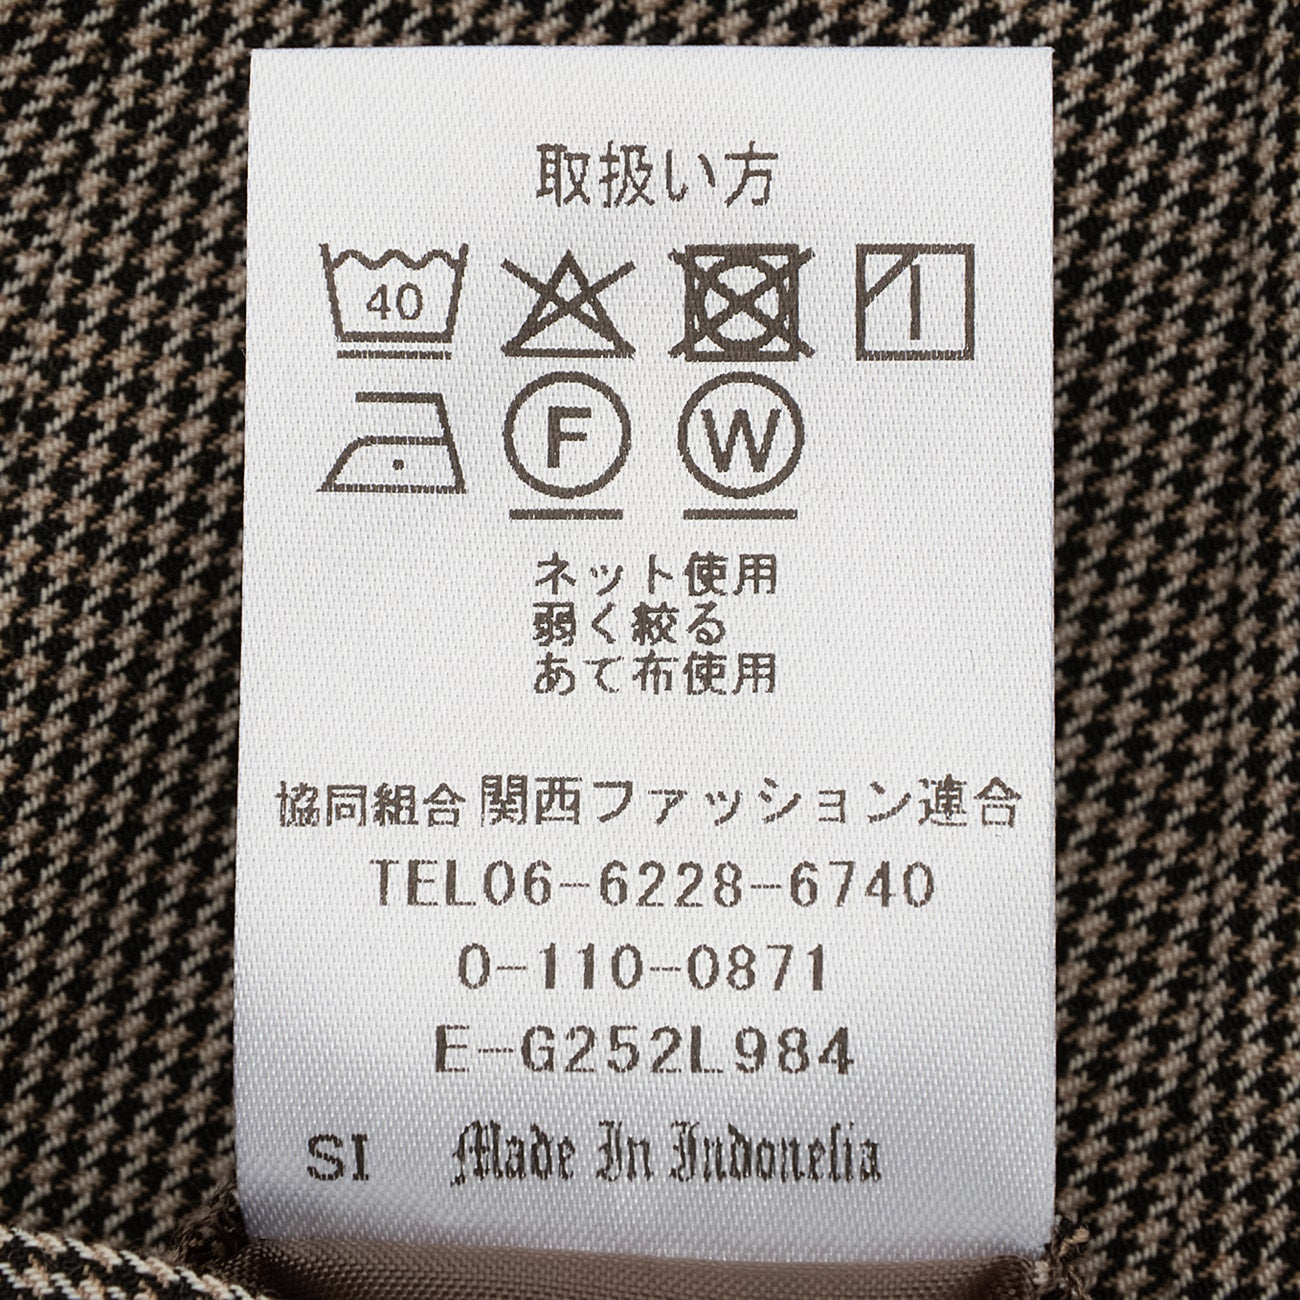 取扱い方
40
F W
ネット使用
弱く絞る
あて布使用
協同組合 関西ファッション連合
TEL06-6228-6740
0-110-0871
E-G252L984
SI Made In Indonesia